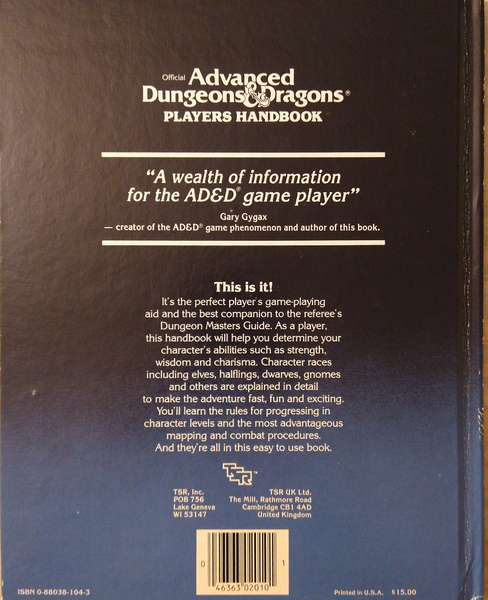 Official Advanced
Dungeons & Dragons®
PLAYERS HANDBOOK
“A wealth of information
for the AD&D® game player”
Gary Gygax
— creator of the AD&D® game phenomenon and author of this book.
This is it!
It's the perfect player's game-playing
aid and the best companion to the referee's
Dungeon Masters Guide. As a player,
this handbook will help you determine your
character's abilities such as strength,
wisdom and charisma. Character races
including elves, halflings, dwarves, gnomes
and others are explained in detail
to make the adventure fast, fun and exciting.
You'll learn the rules for progressing in
character levels and the most advantageous
mapping and combat procedures.
And they're all in this easy to use book.
TSR™
TSR, Inc.
POB 756
Lake Geneva
WI 53147
TSR UK Ltd.
The Mill, Rathmore Road
Cambridge CB1 4AD
United Kingdom
0 46363 02010 1
ISBN 0-88038-104-3
Printed in U.S.A. $15.00